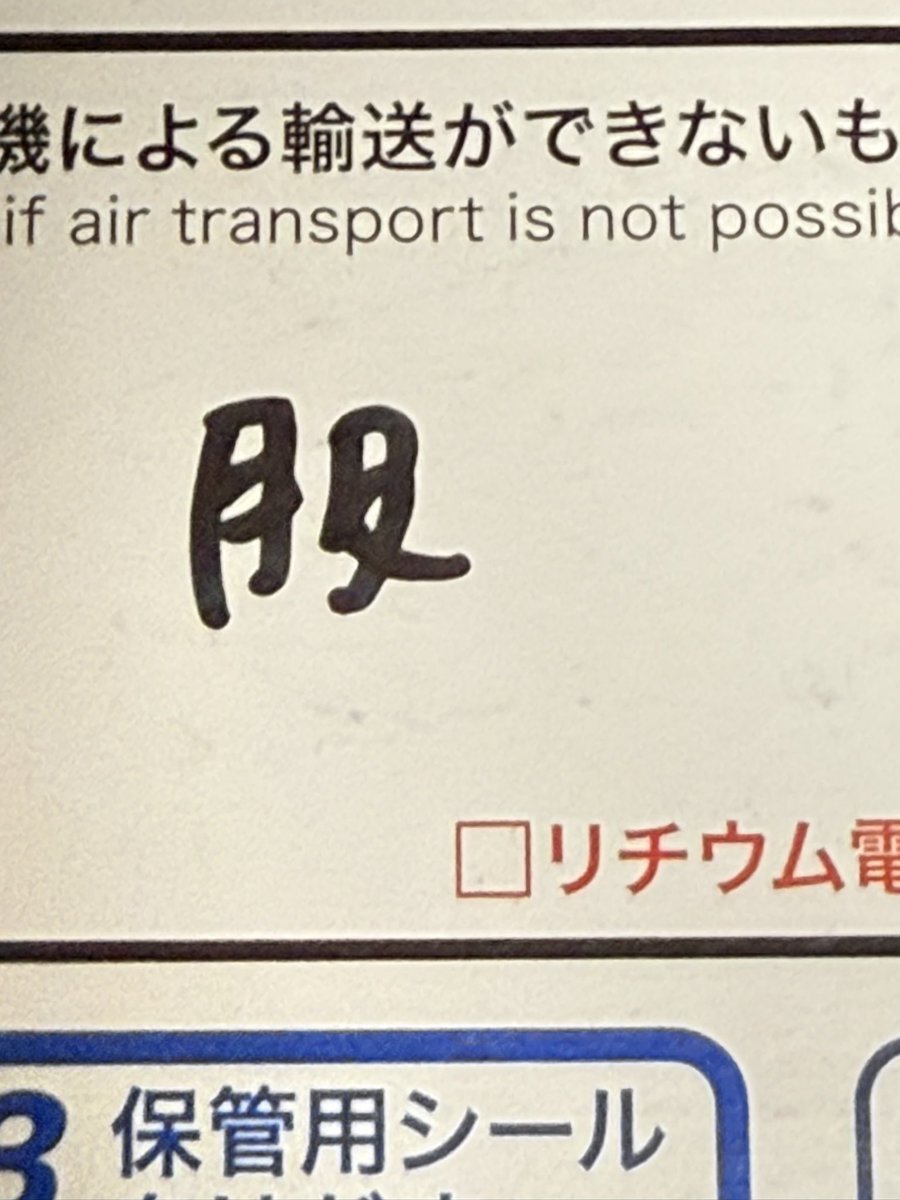 機による輸送ができないも
if air transport is not possib
服
□リチウム電
3 保管用シール